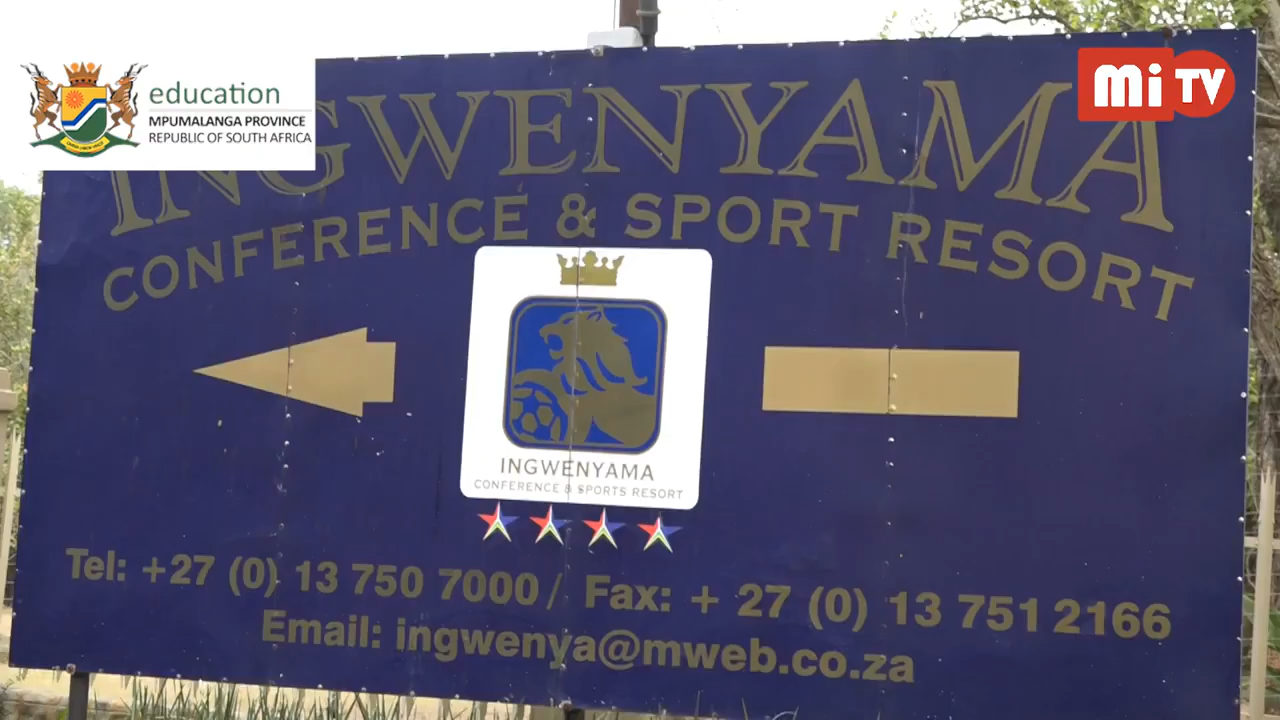 education
MPUMALANGA PROVINCE
REPUBLIC OF SOUTH AFRICA
Mi TV
INGWENYAMA
CONFERENCE & SPORT RESORT
INGWENYAMA
CONFERENCE & SPORTS RESORT
Tel: +27 (0) 13 750 7000 / Fax: + 27 (0) 13 751 2166
Email: ingwenya@mweb.co.za